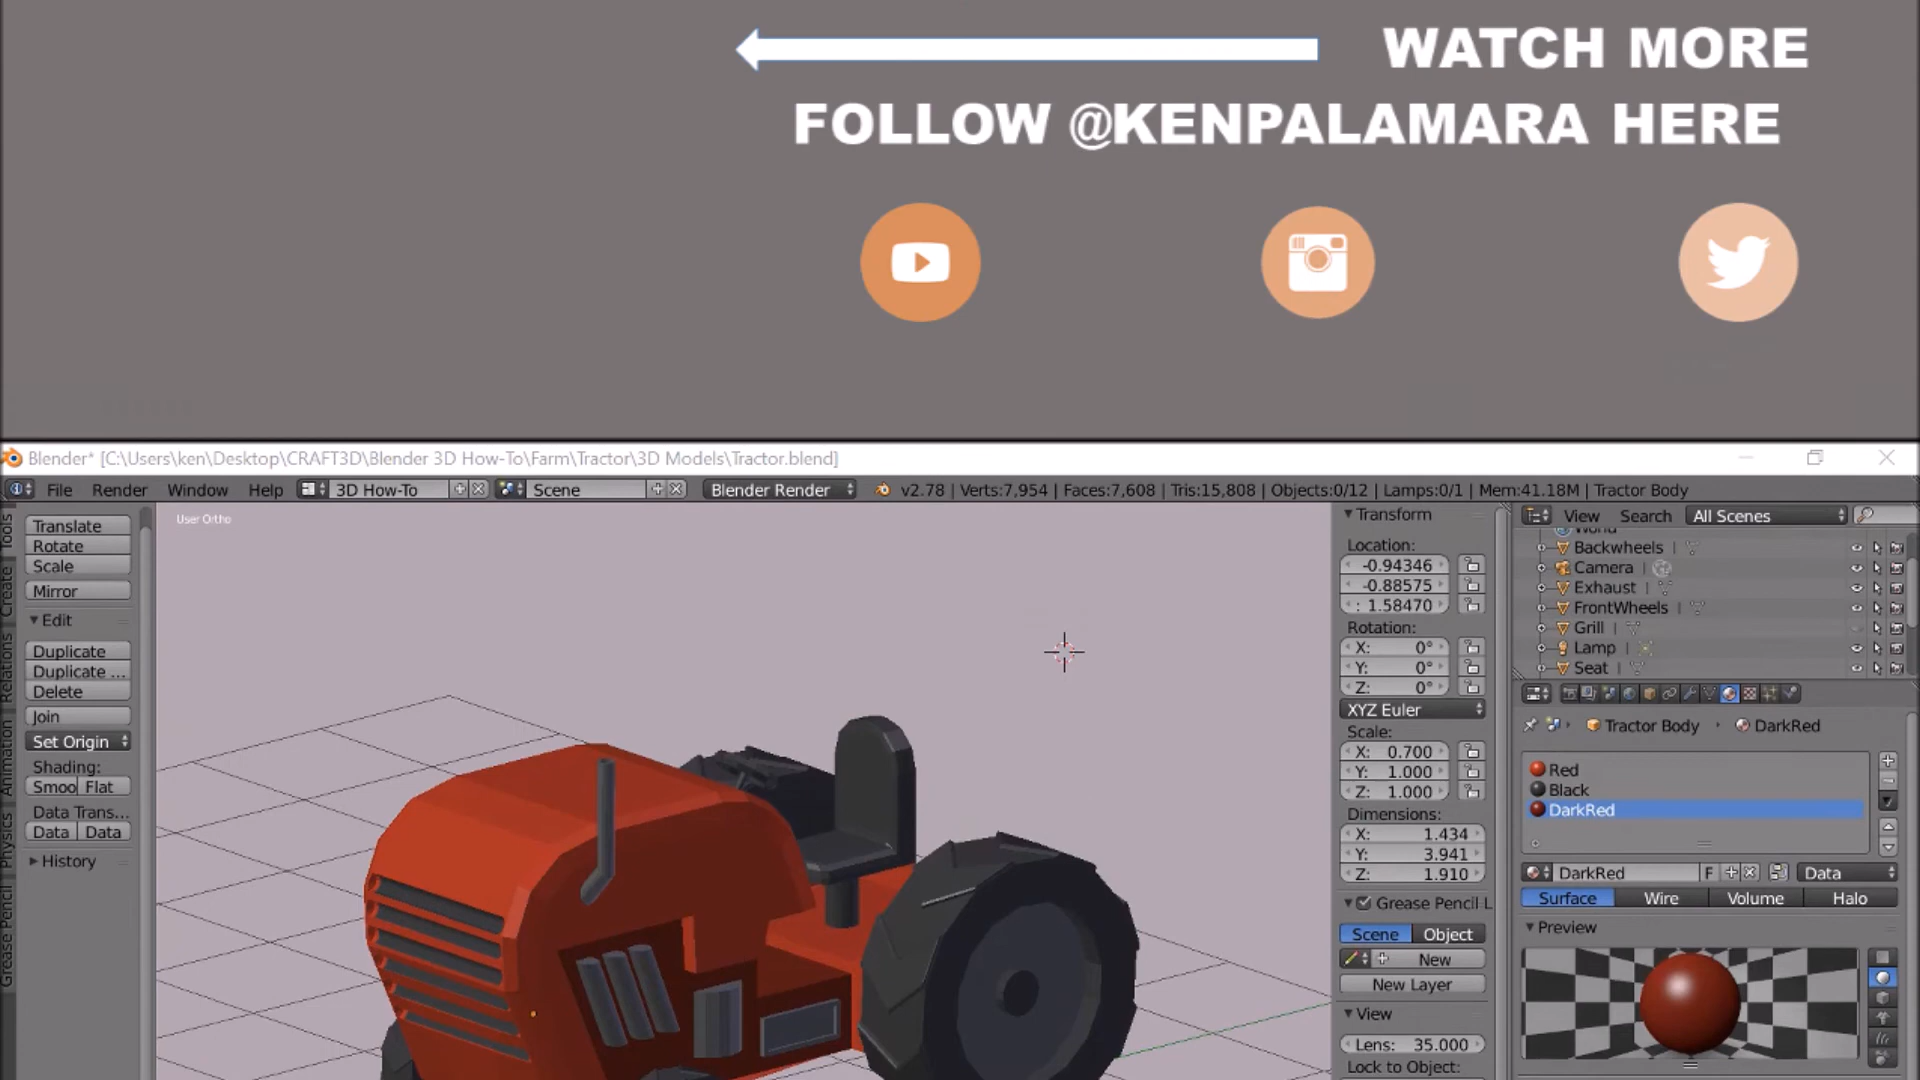 WATCH MORE
FOLLOW @KENPALAMARA HERE
Blender* [C:\Users\ken\Desktop\CRAFT3D\Blender 3D How-To\Farm\Tractor\3D Models\Tractor.blend]
File Render Window Help 3D How-To Scene Blender Render v2.78 | Verts:7,954 | Faces:7,608 | Tris:15,808 | Objects:0/12 | Lamps:0/1 | Mem:41.18M | Tractor Body
Tools
Create
Relations
Animation
Physics
Grease Pencil
Translate
Rotate
Scale
Mirror
Edit
Duplicate
Duplicate ...
Delete
Join
Set Origin
Shading:
Smoo Flat
Data Trans...
Data Data
History
User Ortho
Transform
Location:
-0.94346
-0.88575
: 1.58470
Rotation:
X: 0°
Y: 0°
Z: 0°
XYZ Euler
Scale:
X: 0.700
Y: 1.000
Z: 1.000
Dimensions:
X: 1.434
Y: 3.941
Z: 1.910
Grease Pencil L
Scene Object
New
New Layer
View
Lens: 35.000
Lock to Object:
View Search All Scenes
World
Backwheels
Camera
Exhaust
FrontWheels
Grill
Lamp
Seat
Tractor Body DarkRed
Red
Black
DarkRed
DarkRed F Data
Surface Wire Volume Halo
Preview